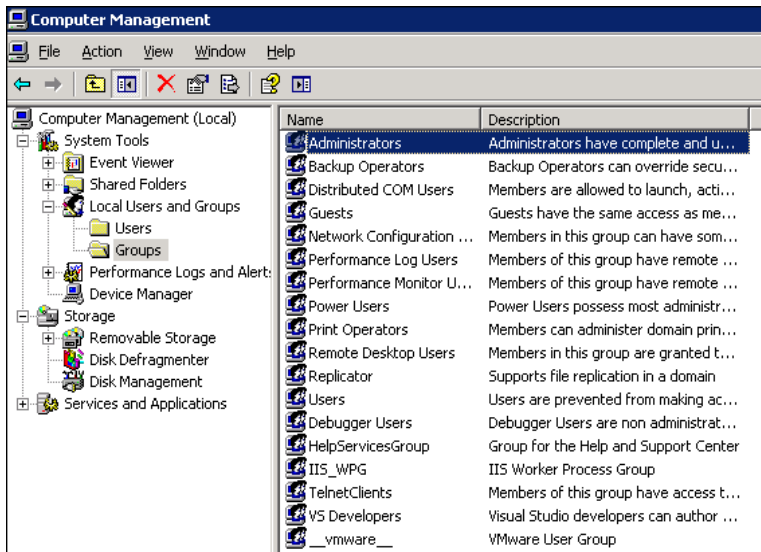 Computer Management
File Action View Window Help
Computer Management (Local)
System Tools
Event Viewer
Shared Folders
Local Users and Groups
Users
Groups
Performance Logs and Alert:
Device Manager
Storage
Removable Storage
Disk Defragmenter
Disk Management
Services and Applications
Name Description
Administrators Administrators have complete and u...
Backup Operators Backup Operators can override secu...
Distributed COM Users Members are allowed to launch, acti...
Guests Guests have the same access as me...
Network Configuration ... Members in this group can have som...
Performance Log Users Members of this group have remote ...
Performance Monitor U... Members of this group have remote ...
Power Users Power Users possess most administr...
Print Operators Members can administer domain prin...
Remote Desktop Users Members in this group are granted t...
Replicator Supports file replication in a domain
Users Users are prevented from making ac...
Debugger Users Debugger Users are non administrat...
HelpServicesGroup Group for the Help and Support Center
IIS_WPG IIS Worker Process Group
TelnetClients Members of this group have access t...
VS Developers Visual Studio developers can author ...
__vmware__ VMware User Group